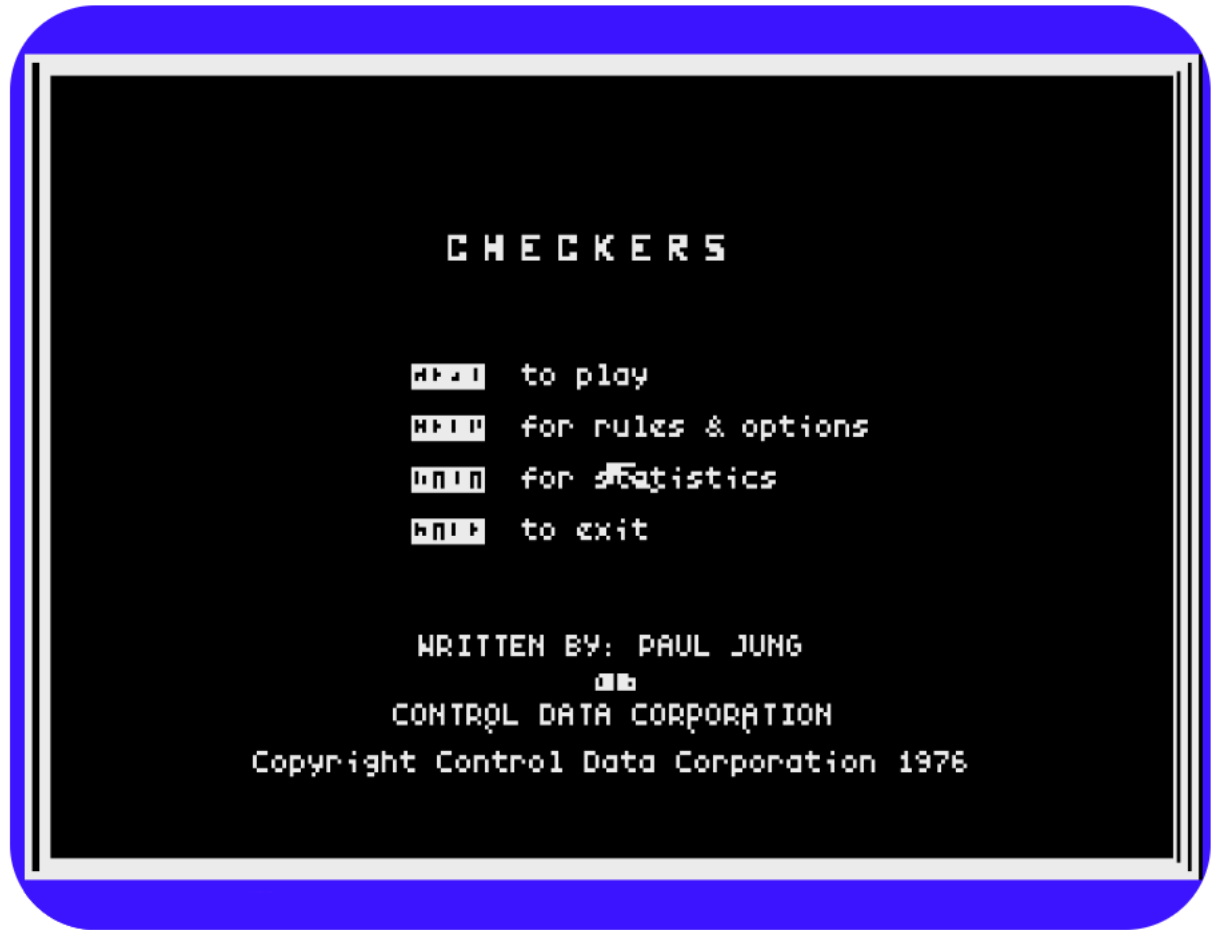 CHECKERS
to play
HELP for rules & options
for statistics
to exit
WRITTEN BY: PAUL JUNG
CONTROL DATA CORPORATION
Copyright Control Data Corporation 1976